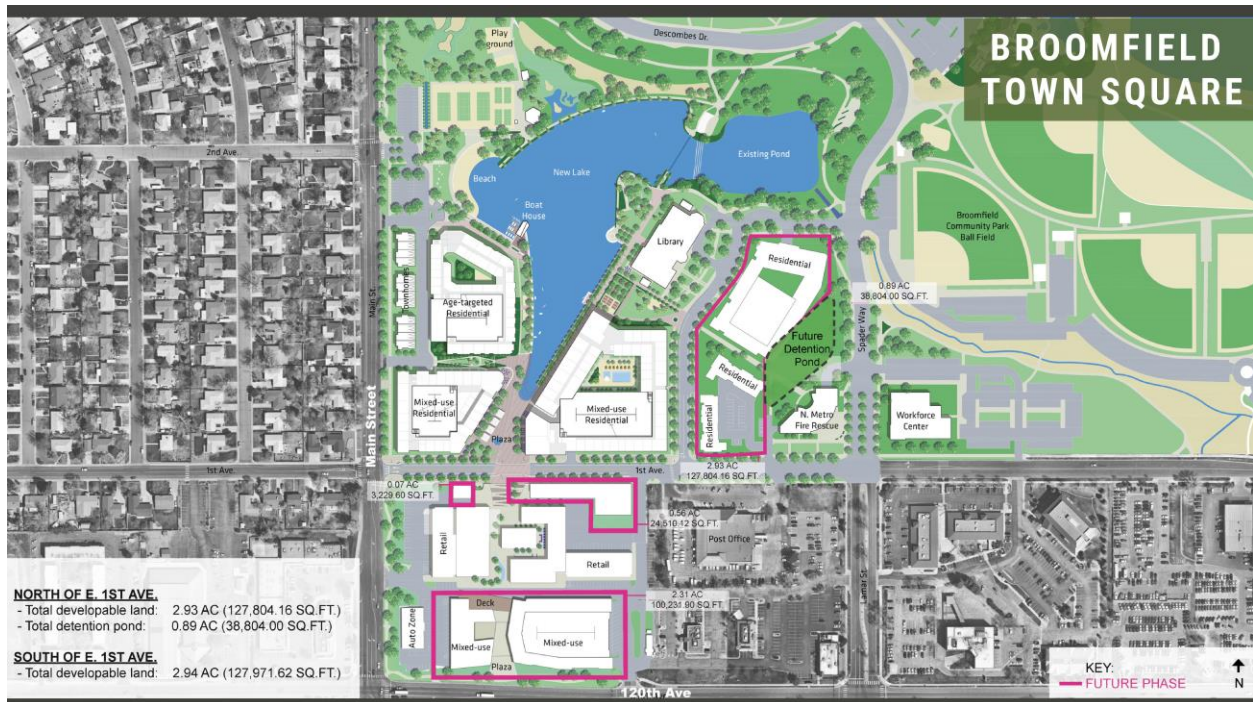 BROOMFIELD
TOWN SQUARE
Play
ground
Descombes Dr.
2nd Ave.
Beach
New Lake
Existing Pond
Boat
House
Library
Broomfield
Community Park
Ball Field
Main St.
Townhomes
Age-targeted
Residential
Residential
0.89 AC
38,804.00 SQ.FT.
Future
Detention
Pond
Spader Way
Mixed-use
Residential
Mixed-use
Residential
Residential
Residential
N. Metro
Fire Rescue
Workforce
Center
Main Street
Plaza
1st Ave.
1st Ave.
2.93 AC
127,804.16 SQ.FT.
0.07 AC
3,229.60 SQ.FT.
0.56 AC
24,510.12 SQ.FT.
Post Office
Retail
Retail
Lamar St.
2.31 AC
100,231.90 SQ.FT.
Deck
Auto Zone
Mixed-use
Mixed-use
Plaza
120th Ave
NORTH OF E. 1ST AVE.
- Total developable land: 2.93 AC (127,804.16 SQ.FT.)
- Total detention pond: 0.89 AC (38,804.00 SQ.FT.)
SOUTH OF E. 1ST AVE.
- Total developable land: 2.94 AC (127,971.62 SQ.FT.)
KEY:
FUTURE PHASE
N